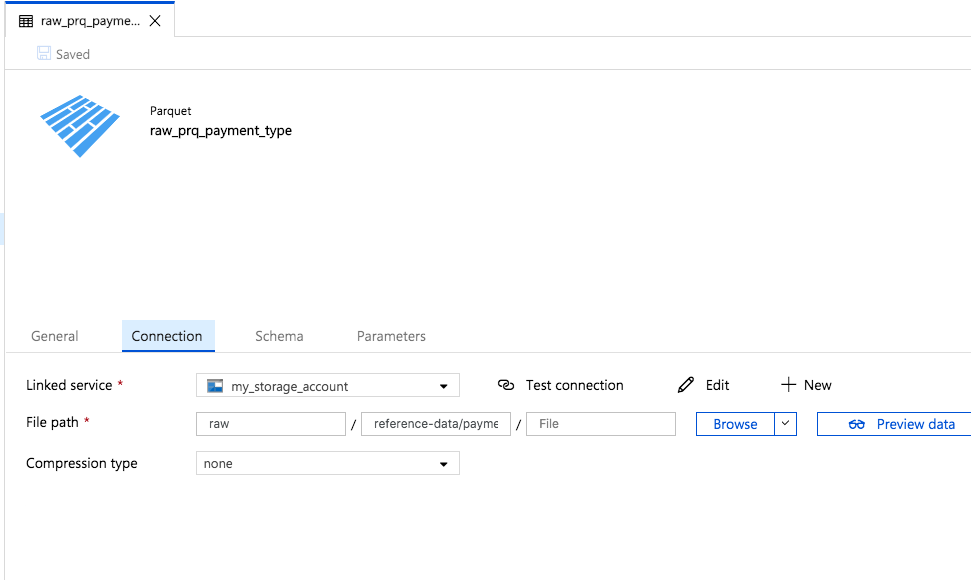 raw_prq_payme...
Saved
Parquet
raw_prq_payment_type
General Connection Schema Parameters
Linked service * my_storage_account Test connection Edit New
File path * raw / reference-data/payme / File Browse Preview data
Compression type none